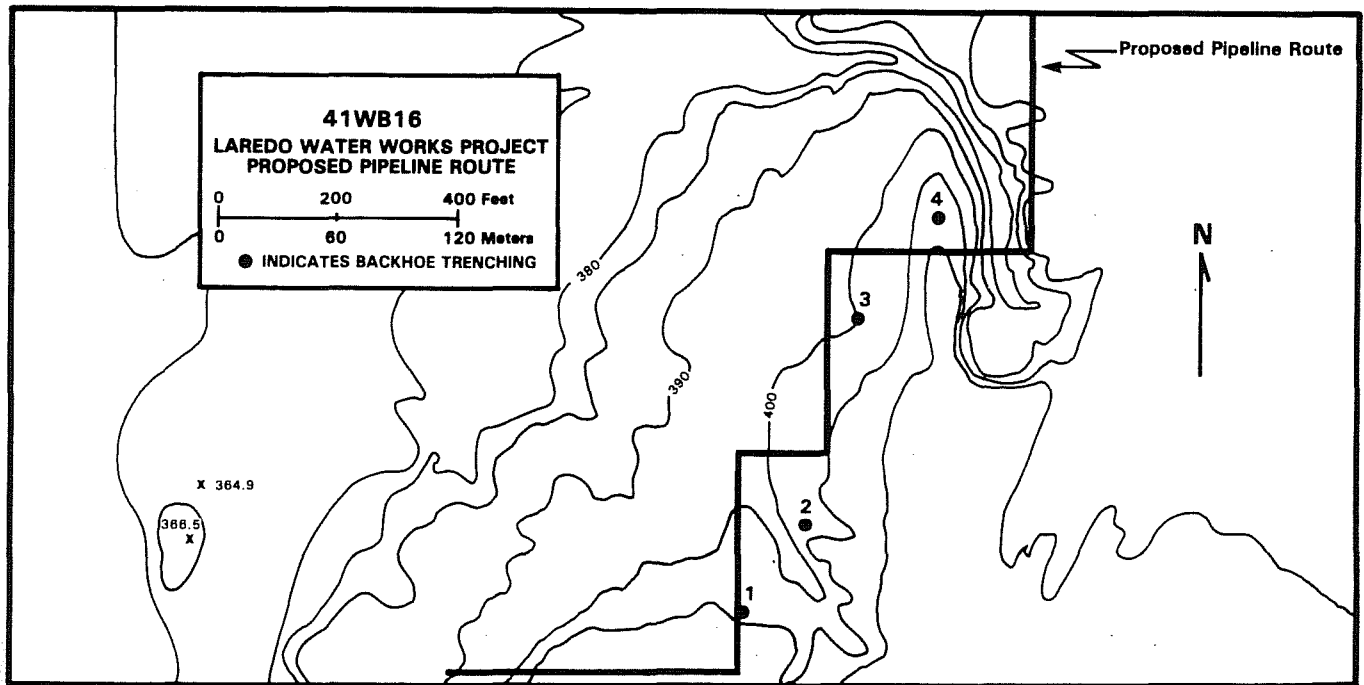 41WB16
LAREDO WATER WORKS PROJECT
PROPOSED PIPELINE ROUTE
0 200 400 Feet
0 60 120 Meters
INDICATES BACKHOE TRENCHING
Proposed Pipeline Route
N
4
380
3
390
400
x 364.9
2
366.5
x
1